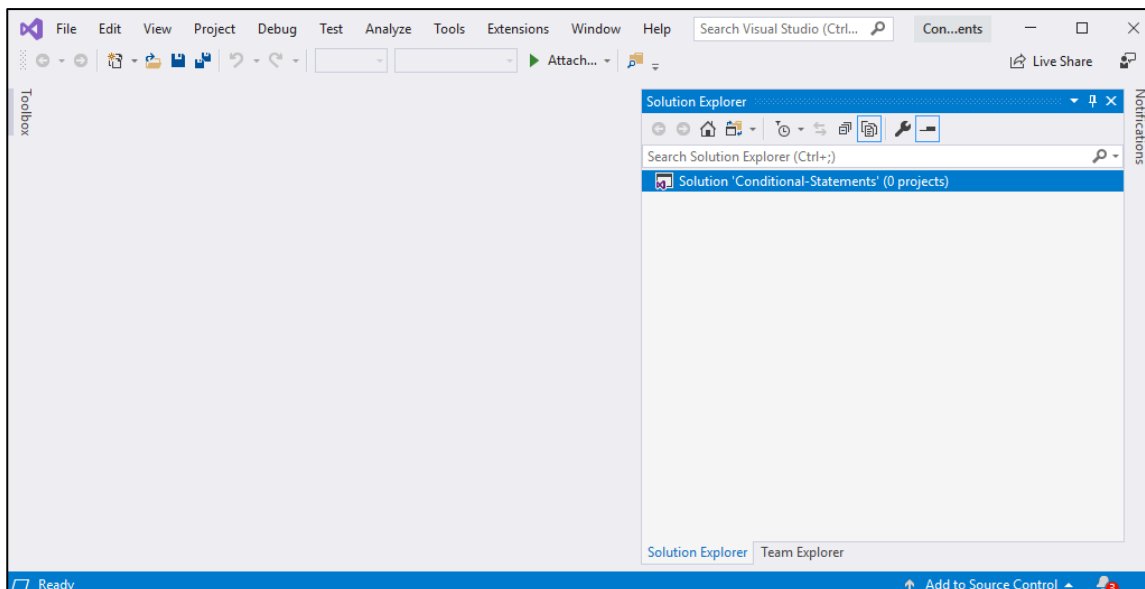 File Edit View Project Debug Test Analyze Tools Extensions Window Help Search Visual Studio (Ctrl... Con...ents
Attach... Live Share
Toolbox
Notifications
Solution Explorer
Search Solution Explorer (Ctrl+;)
Solution 'Conditional-Statements' (0 projects)
Solution Explorer Team Explorer
Ready Add to Source Control 3